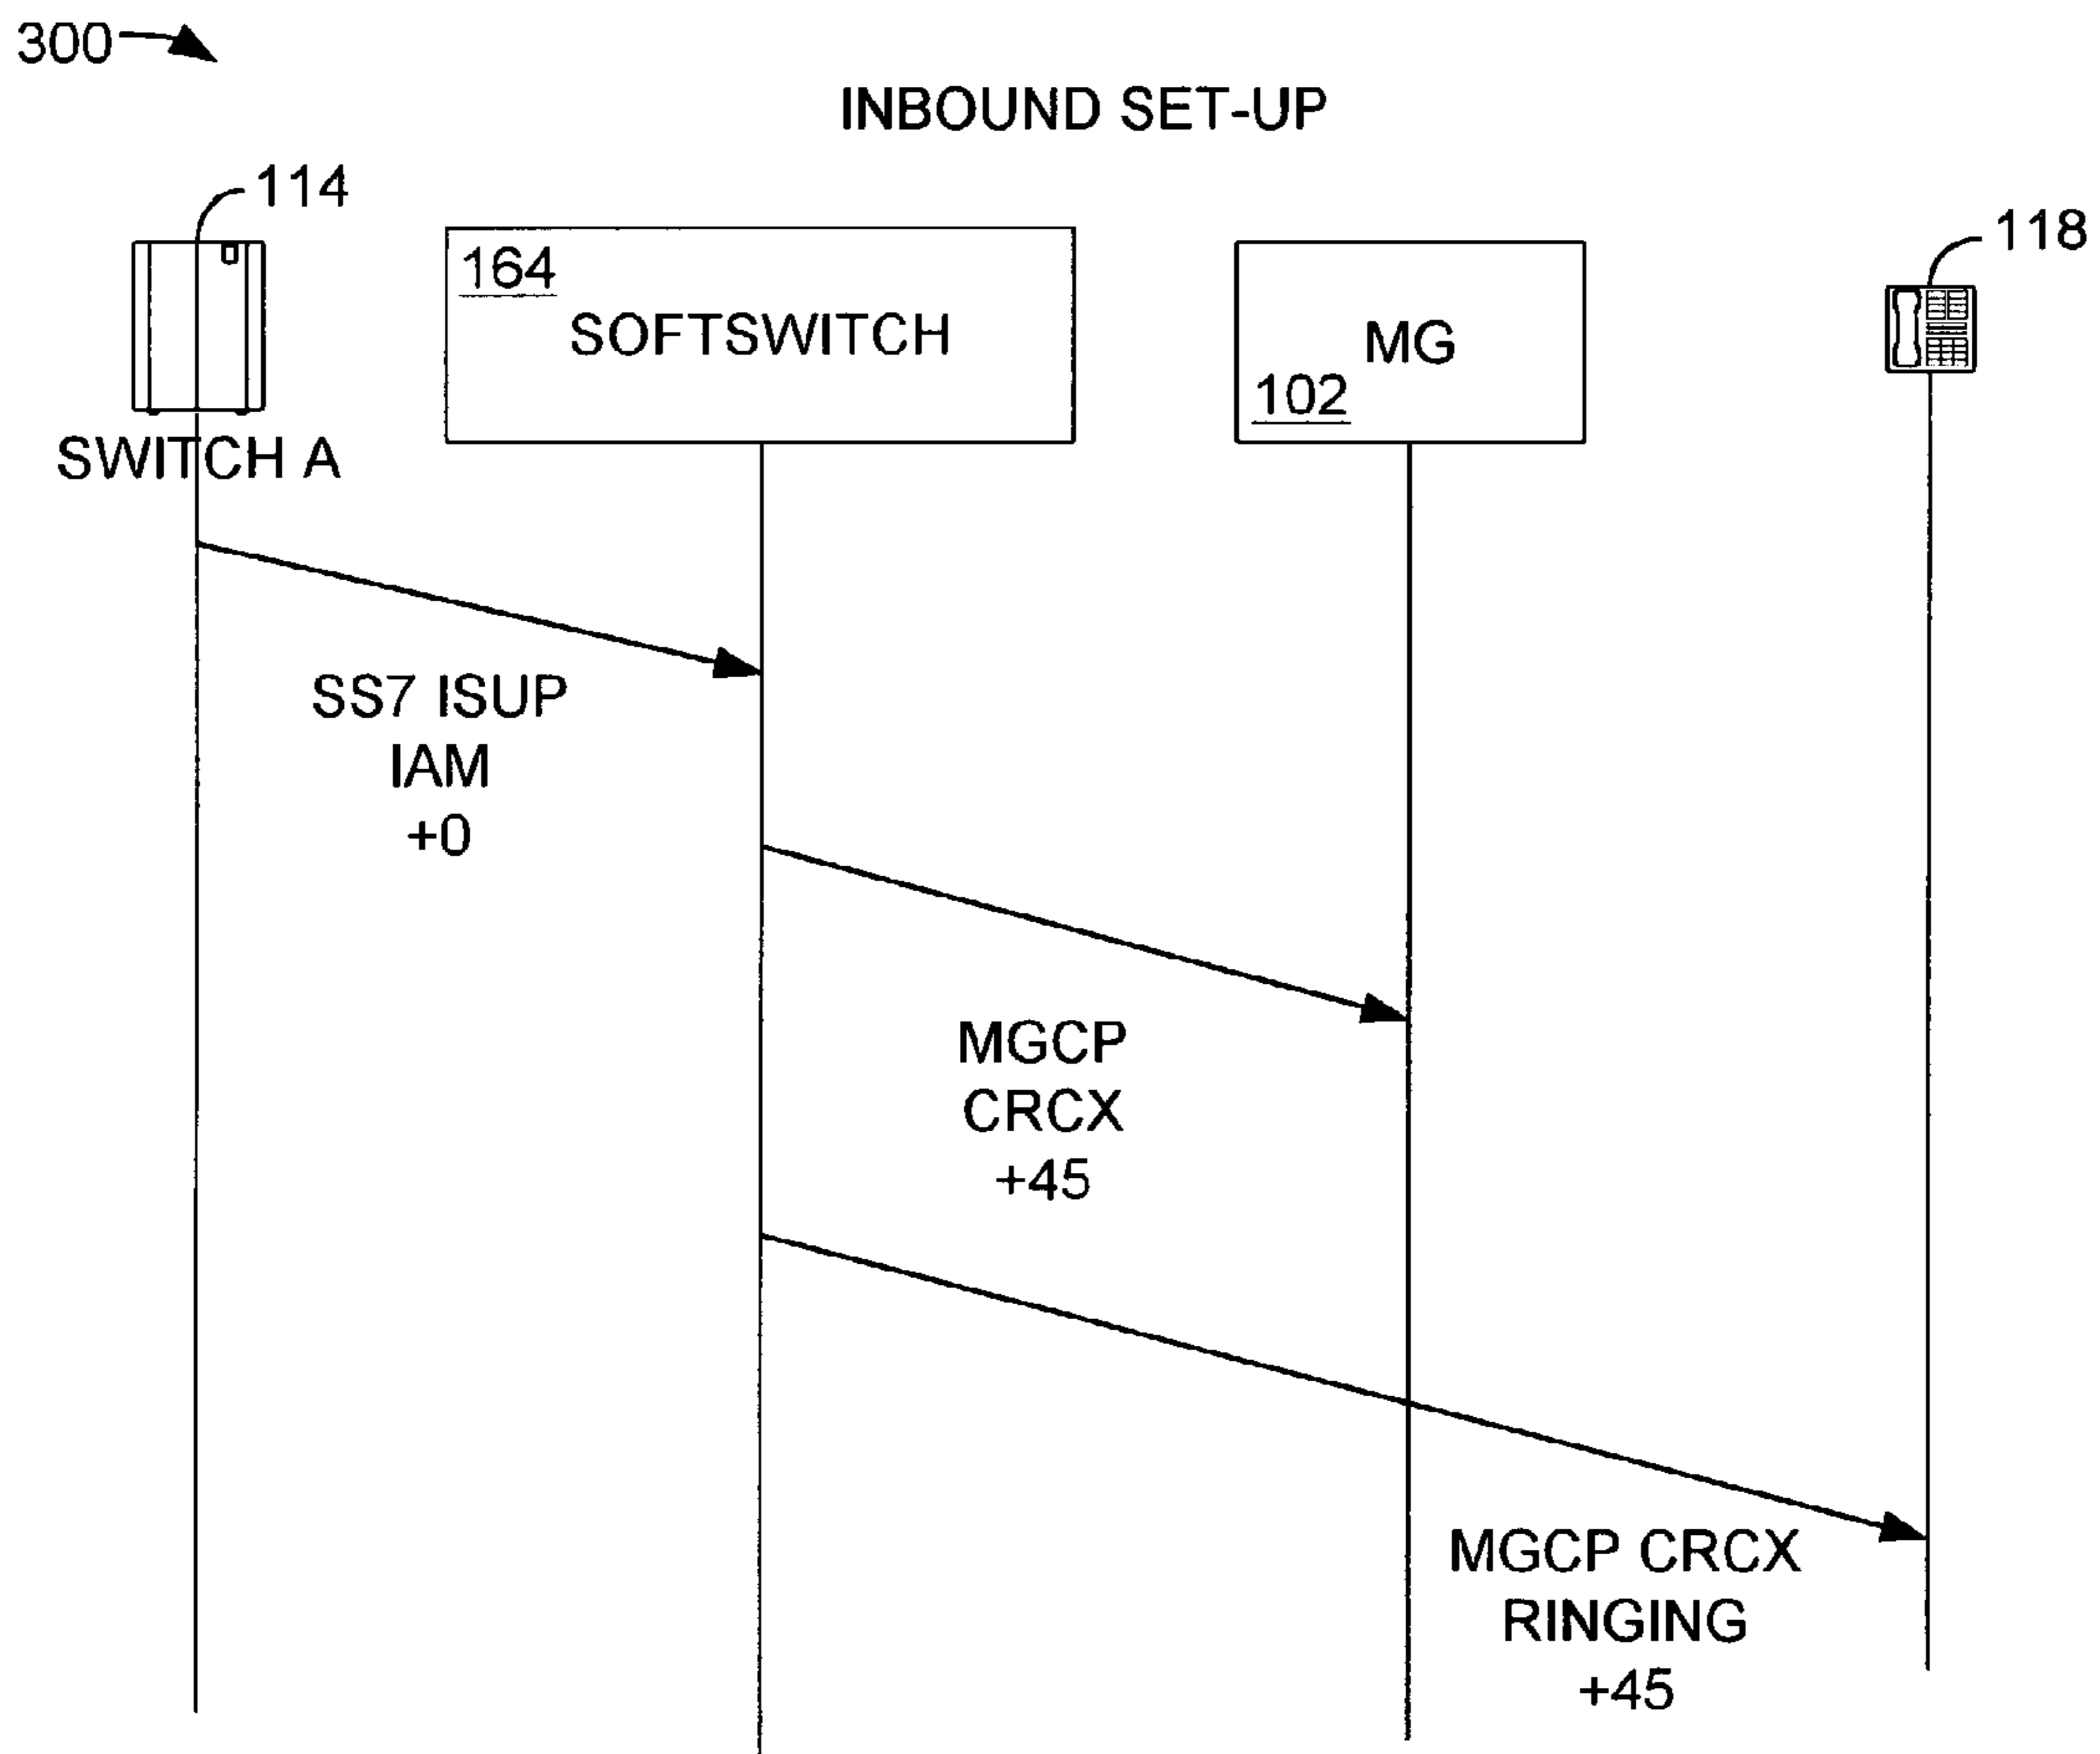 300
INBOUND SET-UP
114
118
164
SOFTSWITCH
MG
102
SWITCH A
SS7 ISUP
IAM
+0
MGCP
CRCX
+45
MGCP CRCX
RINGING
+45